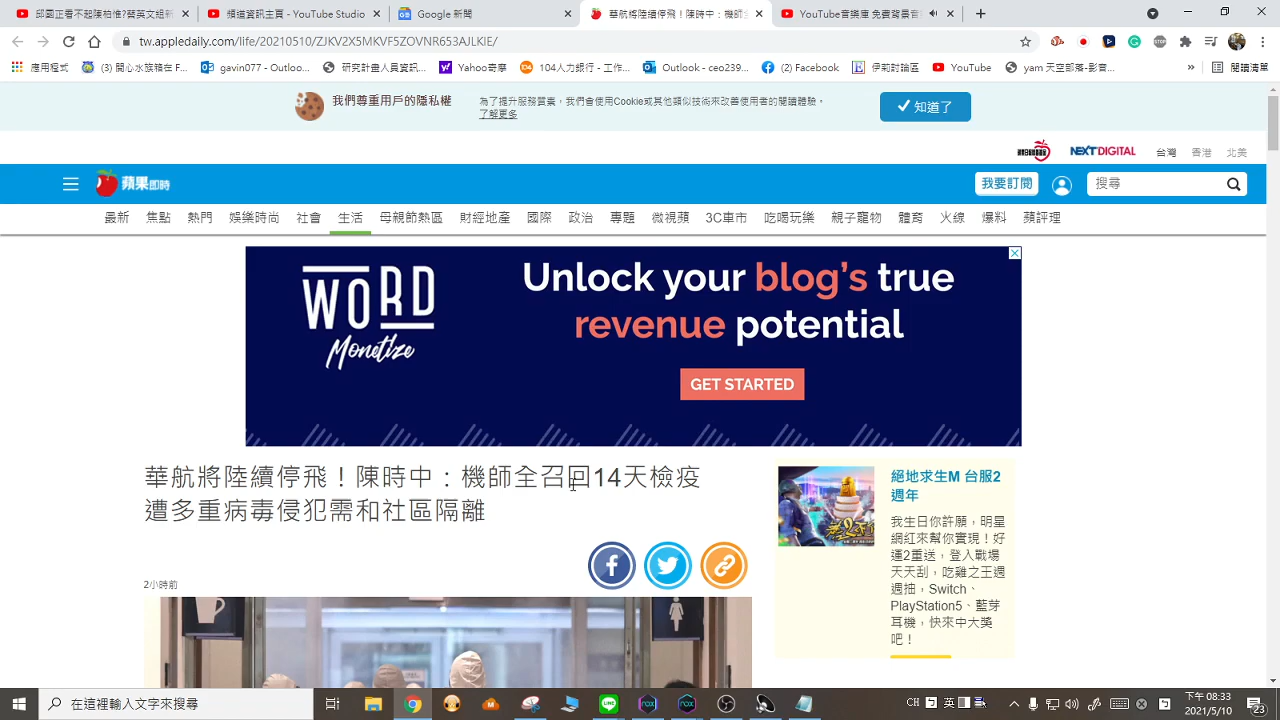 邱國正看不到陳柏惟?蔡英文組
頻道資訊主頁 - YouTube Studio
Google 新聞
華航將陸續停飛！陳時中：機師
YouTube音樂庫 免費背景音
tw.appledaily.com/life/20210510/ZJKV2X5MKVF5ZOVNR653AJLKIE/
應用程式
(3) 開心水族箱在 F...
gavin077 - Outloo...
研究計畫人員資訊...
Yahoo奇摩
104人力銀行 - 工作...
Outlook - ceo239...
(2) Facebook
伊莉討論區
YouTube
yam 天空部落-影音...
»
閱讀清單
我們尊重用戶的隱私權
為了提升服務質素，我們會使用Cookie或其他類似技術來改善使用者的閱讀體驗。
了解更多
知道了
NEXTDIGITAL
台灣
香港
北美
蘋果即時
我要訂閱
搜尋
最新 焦點 熱門 娛樂時尚 社會 生活 母親節熱區 財經地產 國際 政治 專題 微視蘋 3C車市 吃喝玩樂 親子寵物 體育 火線 爆料 蘋評理
WORD
Monetize
Unlock your blog's true
revenue potential
GET STARTED
華航將陸續停飛！陳時中：機師全召回14天檢疫
遭多重病毒侵犯需和社區隔離
2小時前
絕地求生M 台服2
週年
我生日你許願，明星
網紅來幫你實現！好
運2重送，登入戰場
天天刮，吃雞之王週
週抽，Switch、
PlayStation5、藍芽
耳機，快來中大獎
吧！
在這裡輸入文字來搜尋
CH
英
下午 08:33
2021/5/10
23